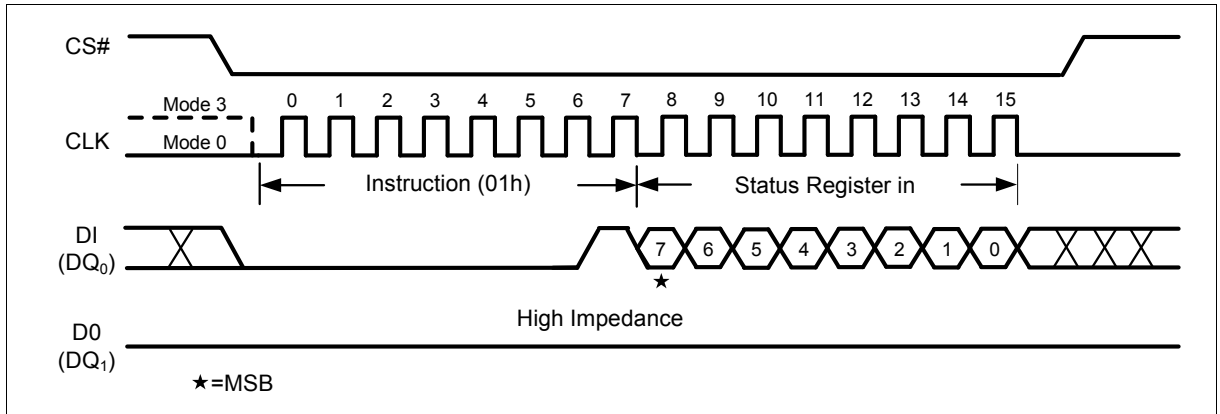 CS#
Mode 3
0 1 2 3 4 5 6 7 8 9 10 11 12 13 14 15
CLK
Mode 0
Instruction (01h)
Status Register in
DI
(DQ₀)
7 6 5 4 3 2 1 0
★
High Impedance
D0
(DQ₁)
★=MSB